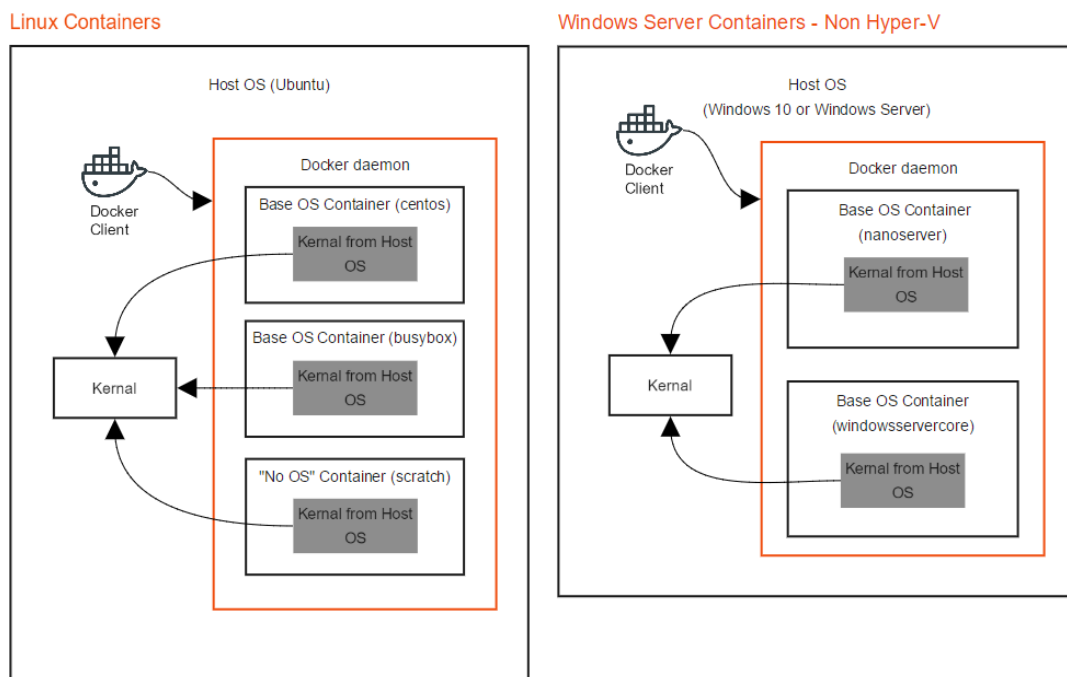 Linux Containers
Host OS (Ubuntu)
Docker daemon
Docker
Client
Base OS Container (centos)
Kernal from Host
OS
Base OS Container (busybox)
Kernal from Host
OS
Kernal
"No OS" Container (scratch)
Kernal from Host
OS
Windows Server Containers - Non Hyper-V
Host OS
(Windows 10 or Windows Server)
Docker
Client
Docker daemon
Base OS Container
(nanoserver)
Kernal from Host
OS
Kernal
Base OS Container
(windowsservercore)
Kernal from Host
OS